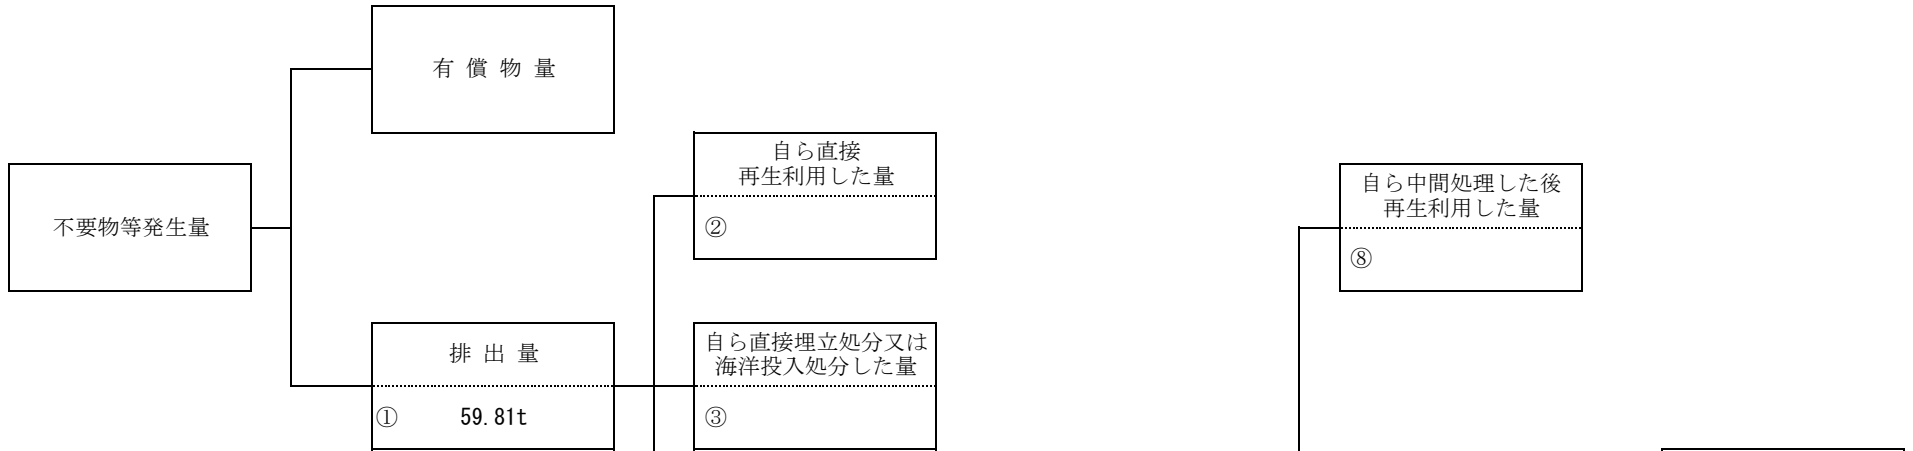 有 償 物 量
自ら直接
再生利用した量
②
自ら中間処理した後
再生利用した量
⑧
不要物等発生量
排 出 量
① 59.81t
自ら直接埋立処分又は
海洋投入処分した量
③